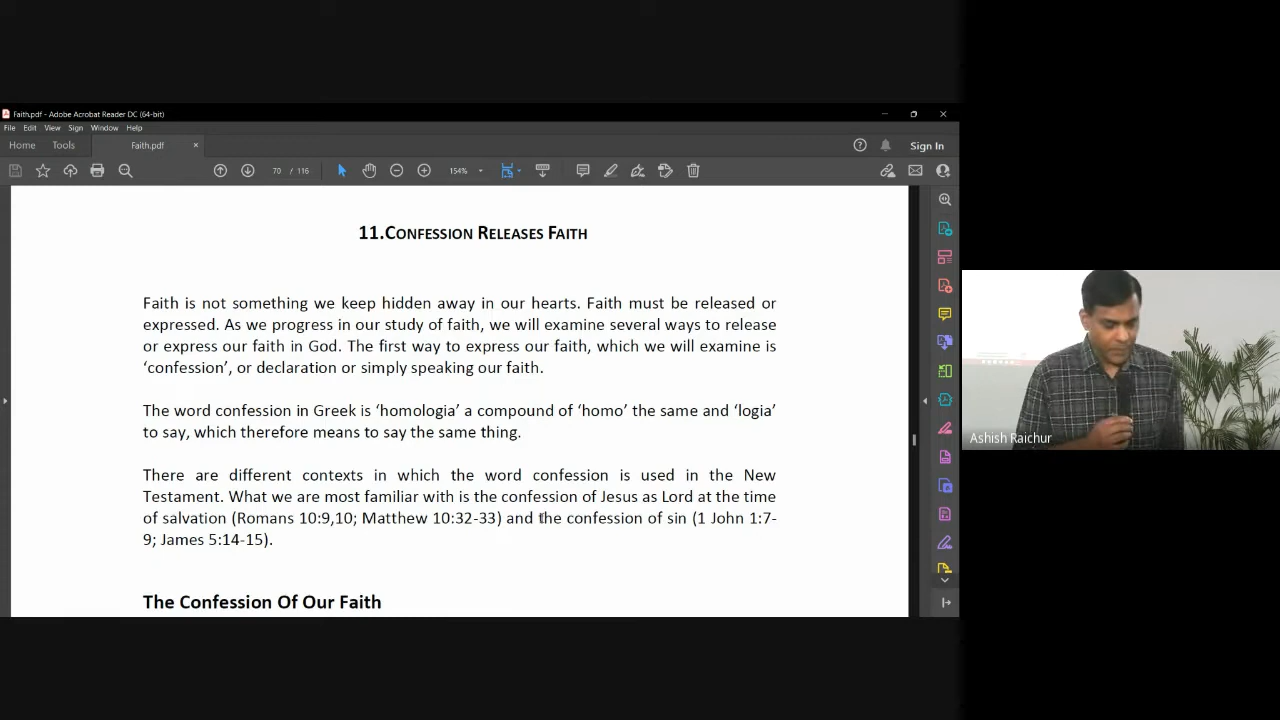 Faith.pdf - Adobe Acrobat Reader DC (64-bit)
File Edit View Sign Window Help
Home Tools Faith.pdf × Sign In
70 / 116 154%
11.CONFESSION RELEASES FAITH
Faith is not something we keep hidden away in our hearts. Faith must be released or
expressed. As we progress in our study of faith, we will examine several ways to release
or express our faith in God. The first way to express our faith, which we will examine is
‘confession’, or declaration or simply speaking our faith.
The word confession in Greek is ‘homologia’ a compound of ‘homo’ the same and ‘logia’
to say, which therefore means to say the same thing.
There are different contexts in which the word confession is used in the New
Testament. What we are most familiar with is the confession of Jesus as Lord at the time
of salvation (Romans 10:9,10; Matthew 10:32-33) and the confession of sin (1 John 1:7-
9; James 5:14-15).
The Confession Of Our Faith
Ashish Raichur